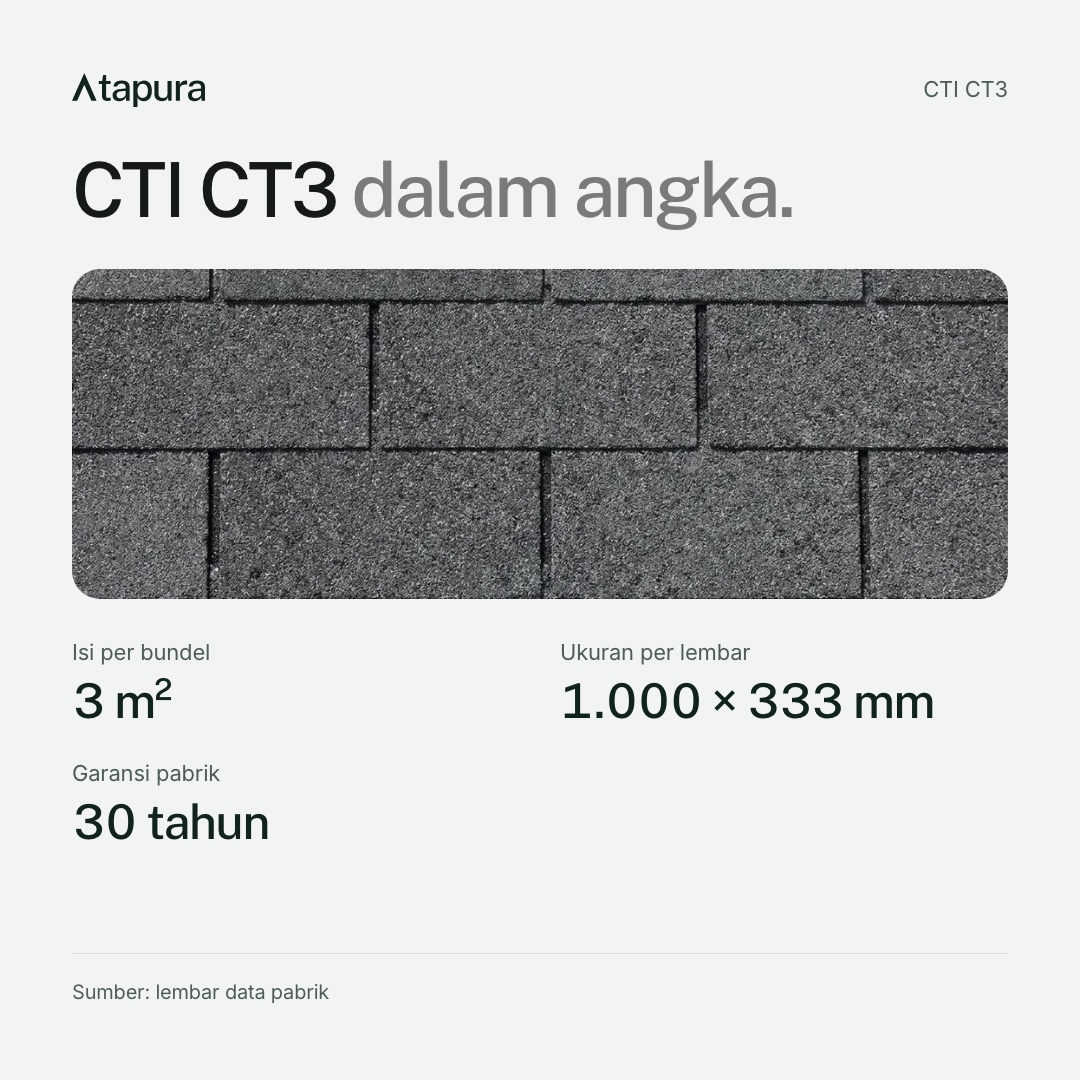 Atapura
CTI CT3
CTI CT3 dalam angka.
Isi per bundel
3 m²
Ukuran per lembar
1.000 × 333 mm
Garansi pabrik
30 tahun
Sumber: lembar data pabrik